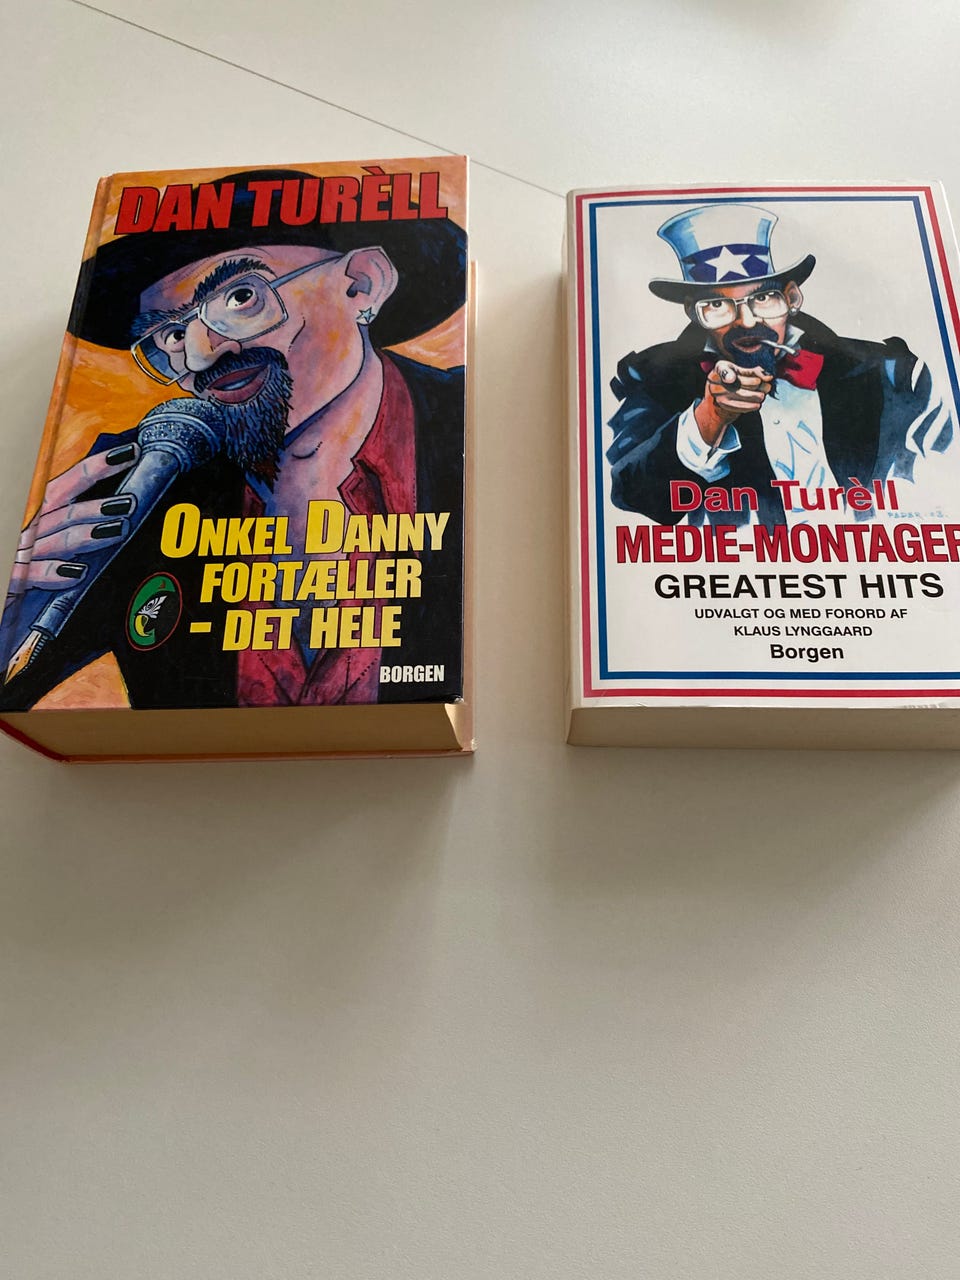 DAN TURÈLL
ONKEL DANNY
FORTÆLLER
- DET HELE
BORGEN
Dan Turèll
MEDIE-MONTAGER
GREATEST HITS
UDVALGT OG MED FORORD AF
KLAUS LYNGGAARD
Borgen